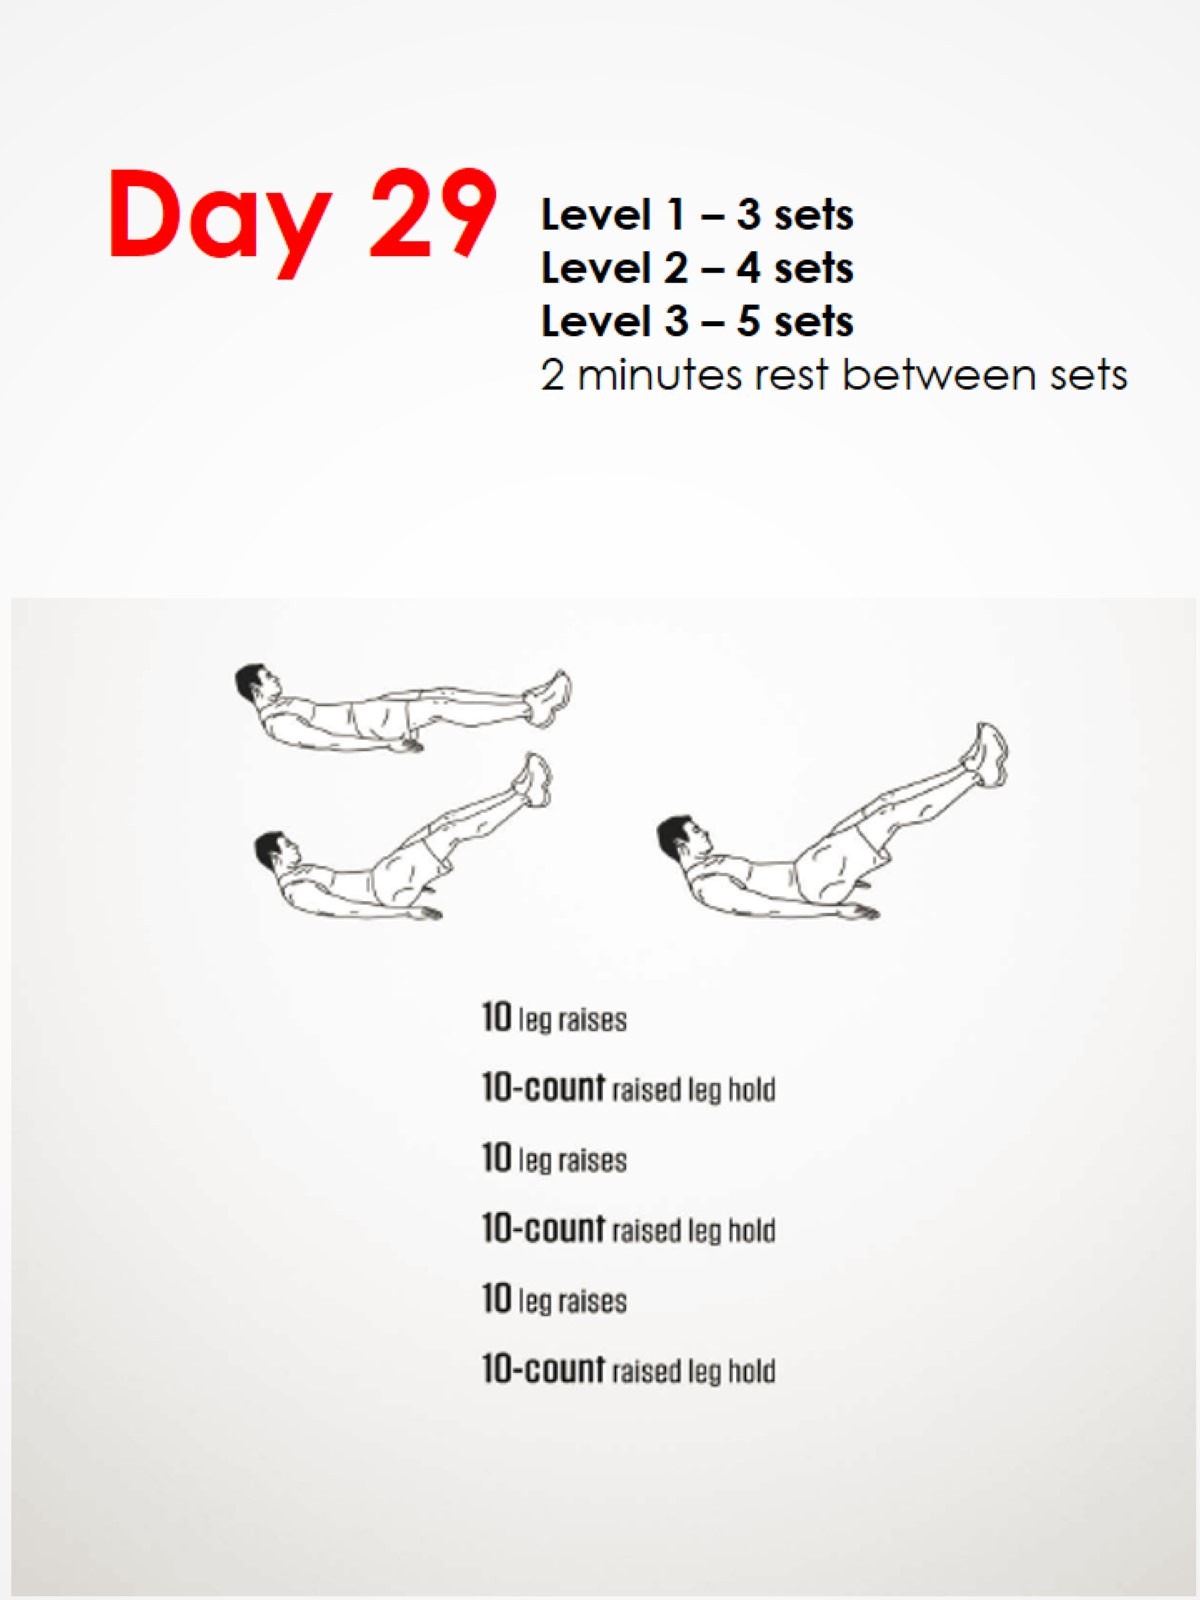 Day 29
Level 1 – 3 sets
Level 2 – 4 sets
Level 3 – 5 sets
2 minutes rest between sets
10 leg raises
10-count raised leg hold
10 leg raises
10-count raised leg hold
10 leg raises
10-count raised leg hold